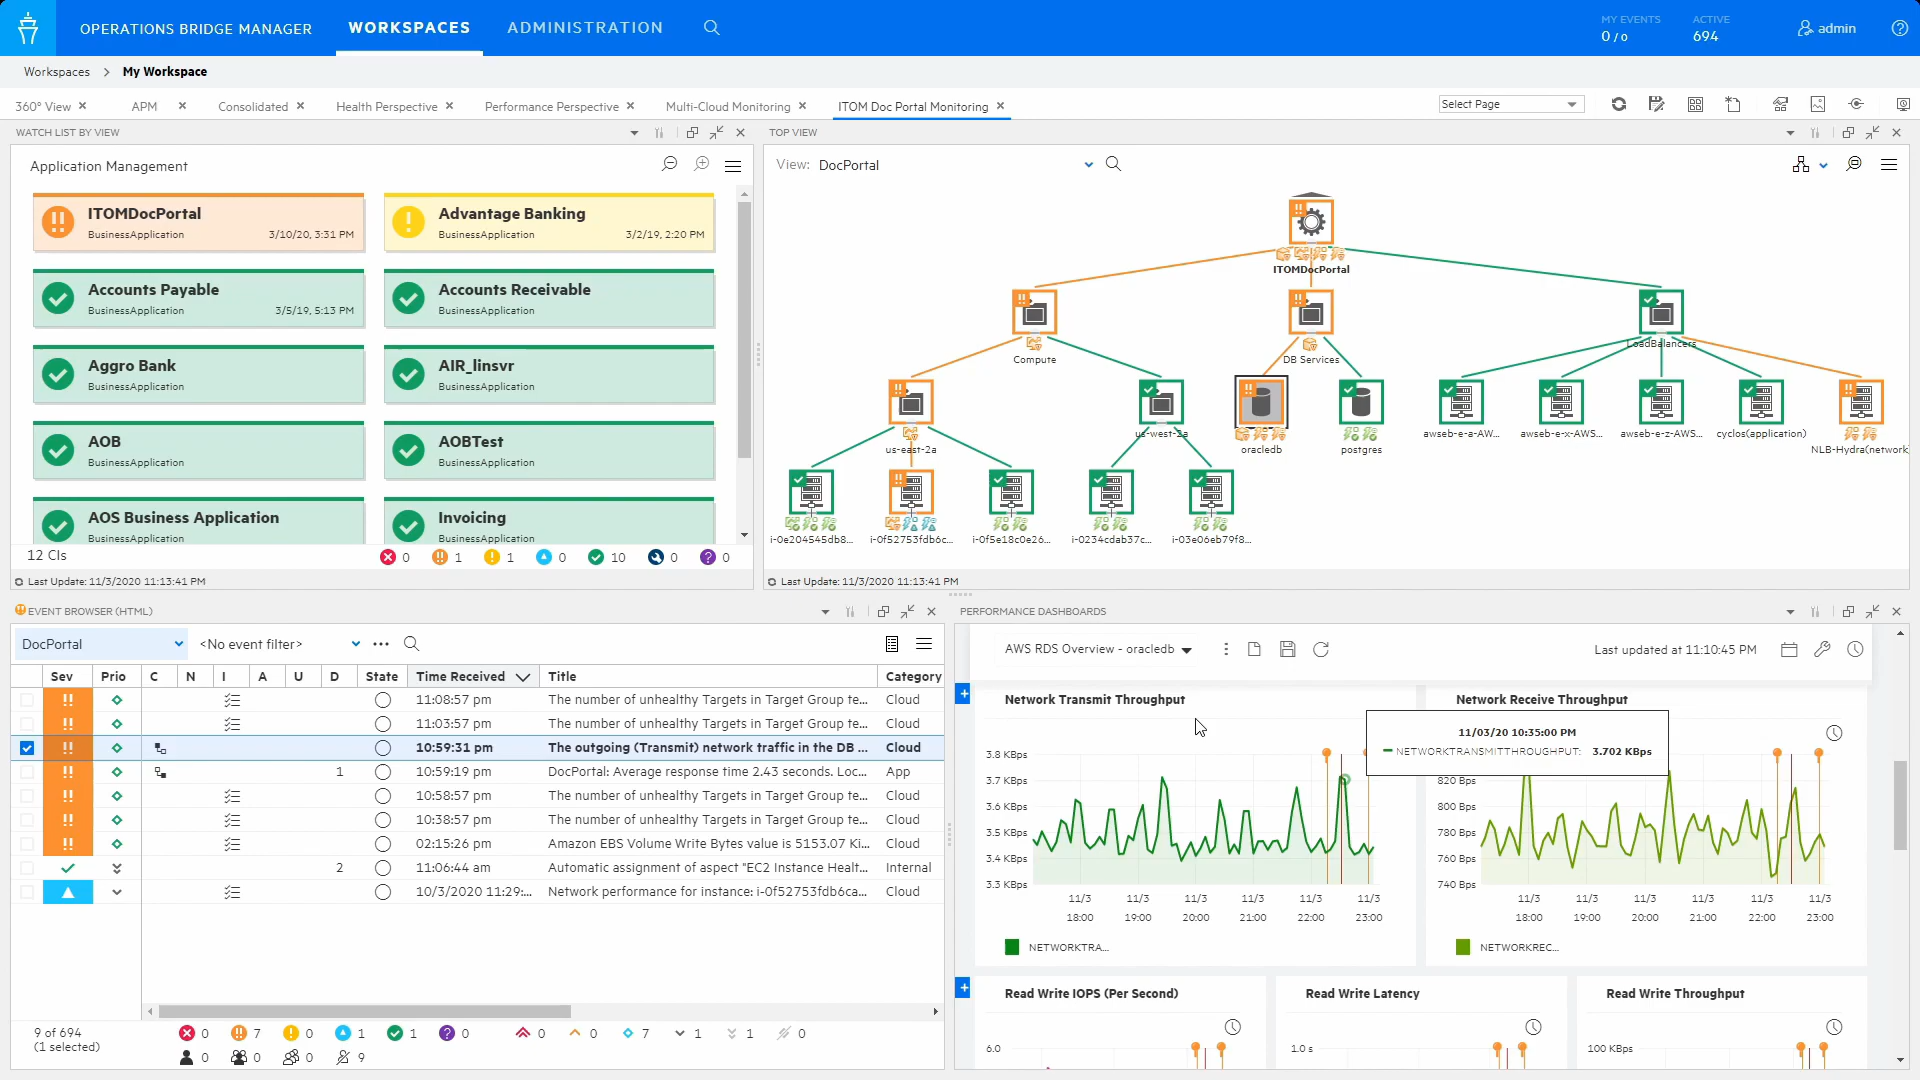 OPERATIONS BRIDGE MANAGER
WORKSPACES
ADMINISTRATION
MY EVENTS
0 / 0
ACTIVE
694
admin
Workspaces > My Workspace
360° View
APM
Consolidated
Health Perspective
Performance Perspective
Multi-Cloud Monitoring
ITOM Doc Portal Monitoring
Select Page
WATCH LIST BY VIEW
Application Management
ITOMDocPortal
BusinessApplication 3/10/20, 3:31 PM
Advantage Banking
BusinessApplication 3/2/19, 2:20 PM
Accounts Payable
BusinessApplication 3/5/19, 5:13 PM
Accounts Receivable
BusinessApplication
Aggro Bank
BusinessApplication
AIR_linsvr
BusinessApplication
AOB
BusinessApplication
AOBTest
BusinessApplication
AOS Business Application
BusinessApplication
Invoicing
BusinessApplication
12 CIs
0 1 1 0 10 0 0
Last Update: 11/3/2020 11:13:41 PM
TOP VIEW
View: DocPortal
ITOMDocPortal
Compute
DB Services
LoadBalancers
us-east-2a
us-west-2a
oracledb
postgres
awseb-e-a-AW...
awseb-e-x-AWS...
awseb-e-z-AWS...
cyclos(application)
NLB-Hydra(network
i-0e204545db8...
i-0f52753fdb6c...
i-0f5e18c0e26...
i-0234cdab37c...
i-03e06eb79f8...
Last Update: 11/3/2020 11:13:41 PM
EVENT BROWSER (HTML)
DocPortal
<No event filter>
Sev Prio C N I A U D State Time Received Title Category
11:08:57 pm The number of unhealthy Targets in Target Group te... Cloud
11:03:57 pm The number of unhealthy Targets in Target Group te... Cloud
10:59:31 pm The outgoing (Transmit) network traffic in the DB ... Cloud
1 10:59:19 pm DocPortal: Average response time 2.43 seconds. Loc... App
10:58:57 pm The number of unhealthy Targets in Target Group te... Cloud
10:38:57 pm The number of unhealthy Targets in Target Group te... Cloud
02:15:26 pm Amazon EBS Volume Write Bytes value is 5153.07 Ki... Cloud
2 11:06:44 am Automatic assignment of aspect "EC2 Instance Healt... Internal
10/3/2020 11:29:... Network performance for instance: i-0f52753fdb6ca... Cloud
9 of 694
(1 selected)
0 7 0 1 1 0 0 0 7 1 1 0
0 0 0 9
PERFORMANCE DASHBOARDS
AWS RDS Overview - oracledb
Last updated at 11:10:45 PM
Network Transmit Throughput
3.8 KBps
3.7 KBps
3.6 KBps
3.5 KBps
3.4 KBps
3.3 KBps
11/3 11/3 11/3 11/3 11/3 11/3
18:00 19:00 20:00 21:00 22:00 23:00
NETWORKTRA...
11/03/20 10:35:00 PM
NETWORKTRANSMITTHROUGHPUT: 3.702 KBps
Network Receive Throughput
820 Bps
800 Bps
780 Bps
760 Bps
740 Bps
11/3 11/3 11/3 11/3 11/3 11/3
18:00 19:00 20:00 21:00 22:00 23:00
NETWORKREC...
Read Write IOPS (Per Second)
6.0
Read Write Latency
1.0 s
Read Write Throughput
100 KBps